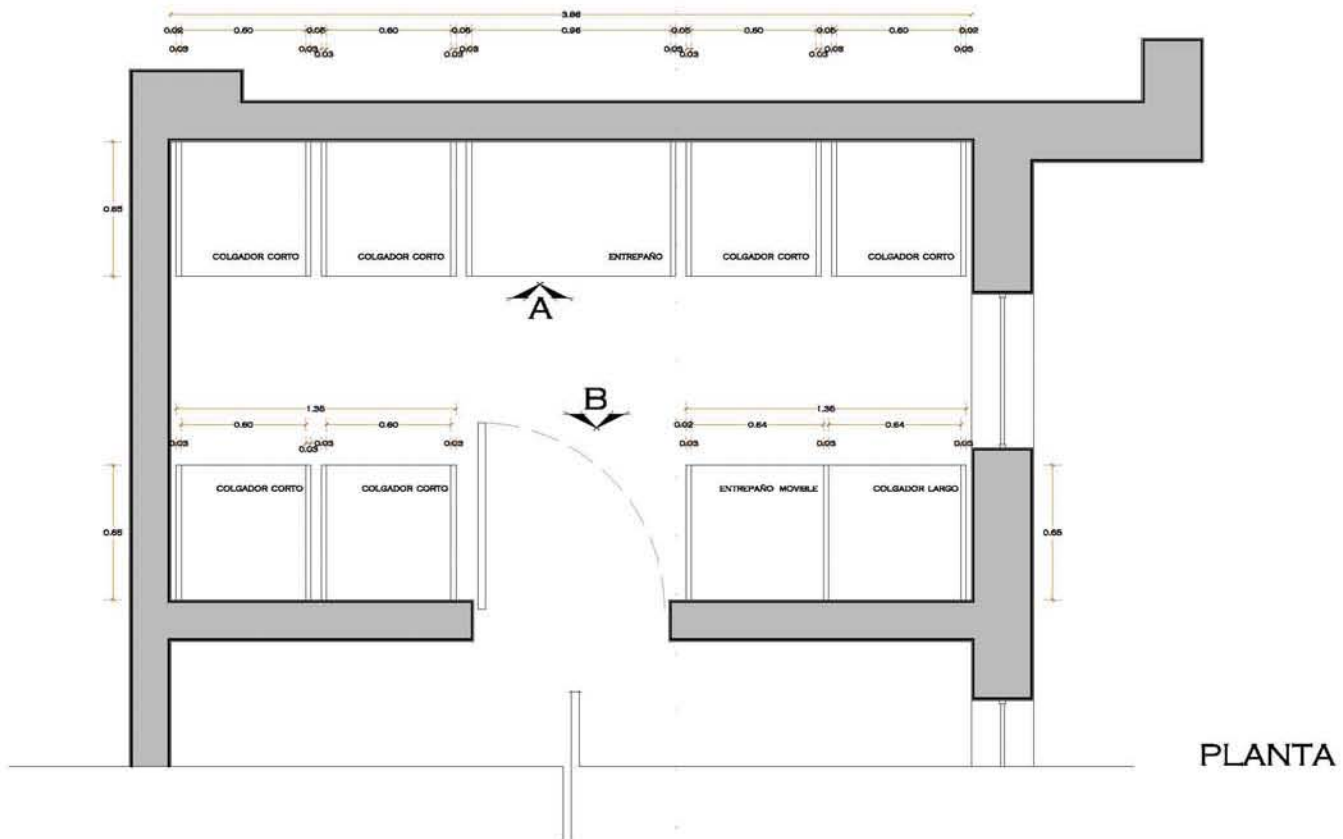 3.86
0.02 0.60 0.05 0.60 0.05 0.96 0.05 0.60 0.05 0.60 0.02
0.03 0.03 0.03 0.03 0.03 0.03 0.03 0.03 0.03 0.03
0.65
COLGADOR CORTO COLGADOR CORTO ENTREPAÑO COLGADOR CORTO COLGADOR CORTO
A
B
1.35 1.35
0.60 0.60 0.02 0.64 0.64
0.03 0.03 0.03 0.03 0.03 0.03 0.03
COLGADOR CORTO COLGADOR CORTO ENTREPAÑO MOVIBLE COLGADOR LARGO
0.65 0.65
PLANTA